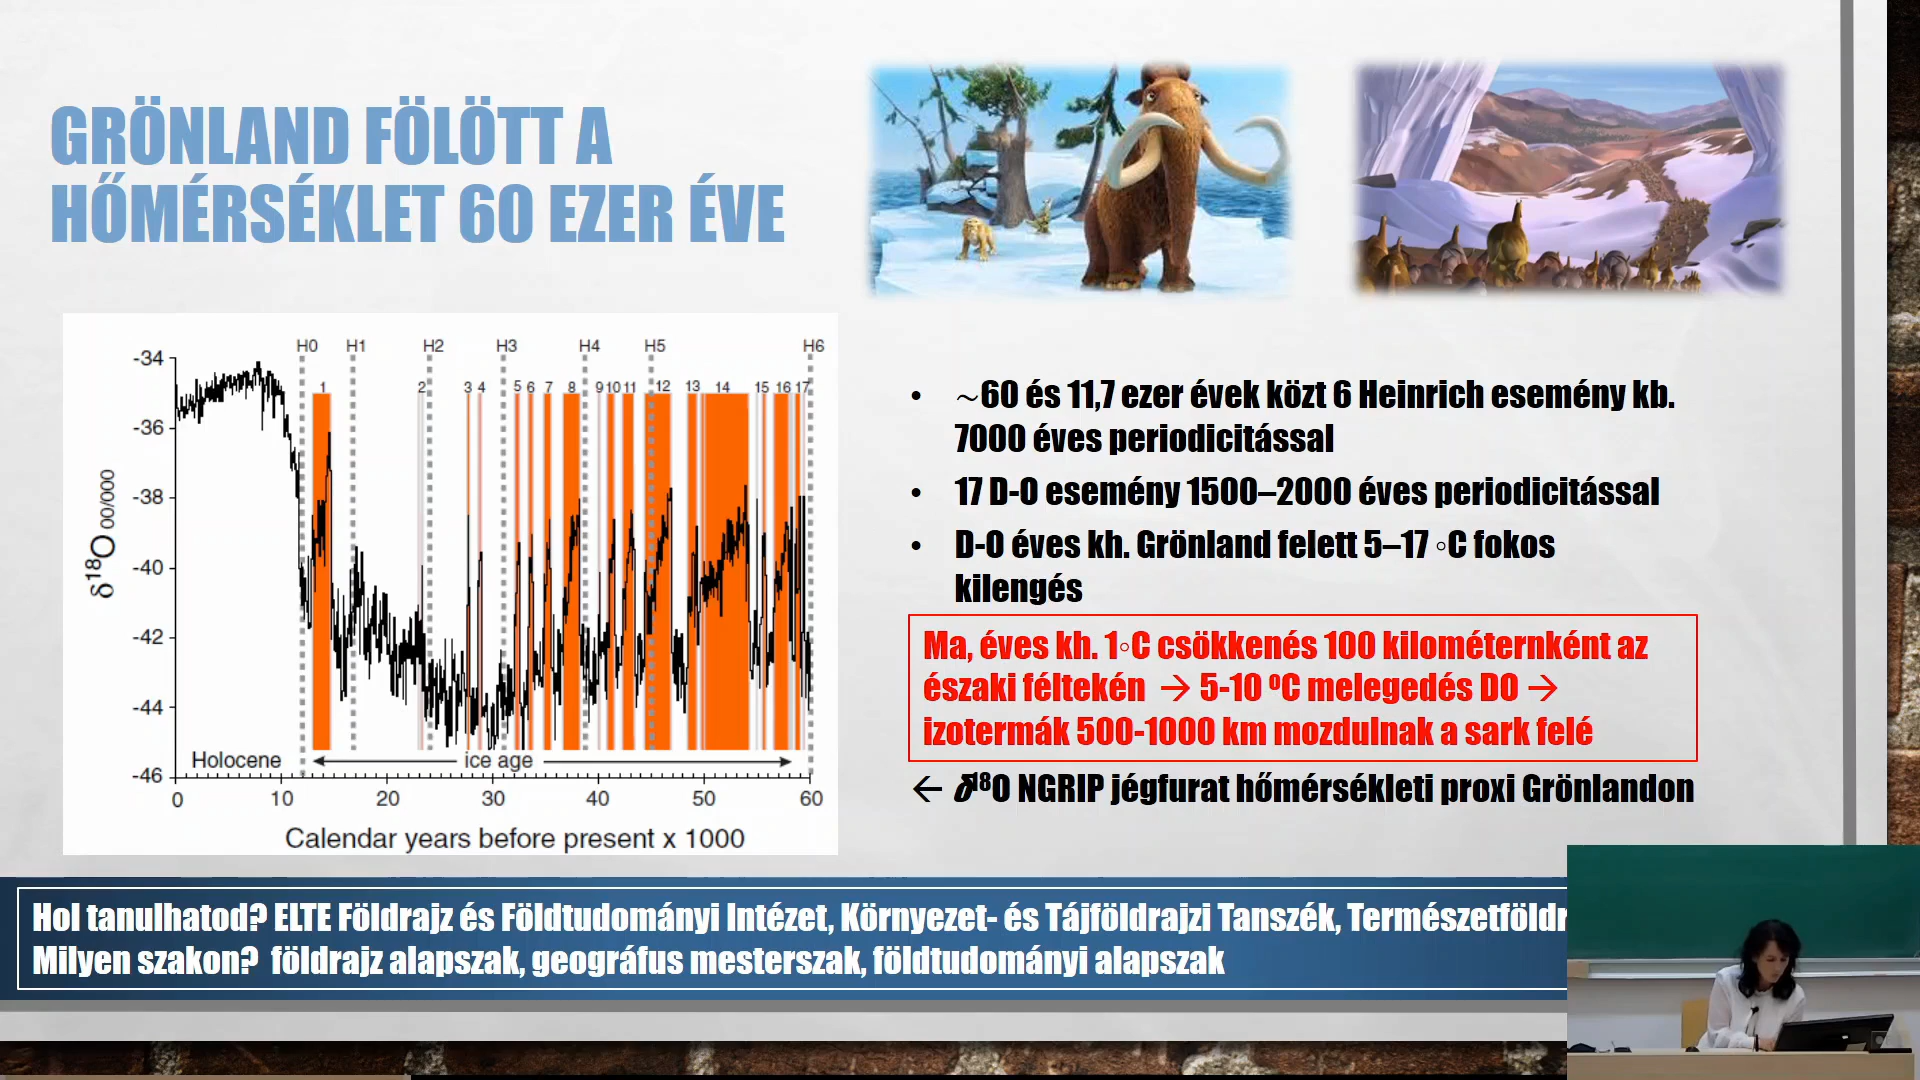 GRÖNLAND FÖLÖTT A
HŐMÉRSÉKLET 60 EZER ÉVE
H0 H1 H2 H3 H4 H5 H6
1 2 3 4 5 6 7 8 9 10 11 12 13 14 15 16 17
-34
-36
-38
-40
-42
-44
-46
δ18O 00/000
Holocene
ice age
0 10 20 30 40 50 60
Calendar years before present x 1000
• ~60 és 11,7 ezer évek közt 6 Heinrich esemény kb.
7000 éves periodicitással
• 17 D-O esemény 1500–2000 éves periodicitással
• D-O éves kh. Grönland felett 5–17 ◦C fokos
kilengés
Ma, éves kh. 1◦C csökkenés 100 kilométernként az
északi féltekén → 5-10 ºC melegedés DO →
izotermák 500-1000 km mozdulnak a sark felé
← δ18O NGRIP jégfurat hőmérsékleti proxi Grönlandon
Hol tanulhatod? ELTE Földrajz és Földtudományi Intézet, Környezet- és Tájföldrajzi Tanszék, Természetföldr
Milyen szakon? földrajz alapszak, geográfus mesterszak, földtudományi alapszak